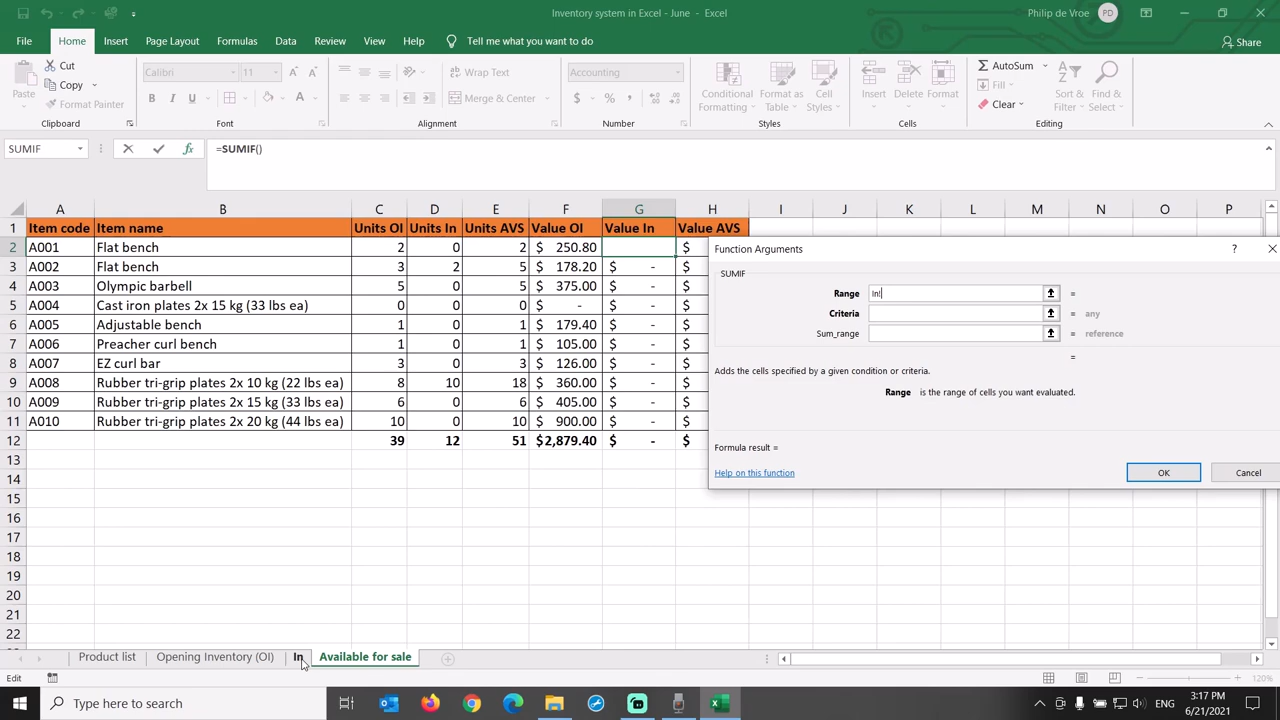 Inventory system in Excel - June - Excel
Philip de Vroe PD
File Home Insert Page Layout Formulas Data Review View Help Tell me what you want to do Share
Paste Cut Copy Format Painter Clipboard
Calibri 11 B I U A Font
Wrap Text Merge & Center Alignment
Accounting $ % Number
Conditional Formatting Format as Table Cell Styles Styles
Insert Delete Format Cells
AutoSum Fill Clear Sort & Filter Find & Select Editing
SUMIF fx =SUMIF()
A B C D E F G H I J K L M N O P
1 Item code Item name Units OI Units In Units AVS Value OI Value In Value AVS
2 A001 Flat bench 2 0 2 $ 250.80 $
3 A002 Flat bench 3 2 5 $ 178.20 $ - $
4 A003 Olympic barbell 5 0 5 $ 375.00 $ - $
5 A004 Cast iron plates 2x 15 kg (33 lbs ea) 0 0 0 $ - $ - $
6 A005 Adjustable bench 1 0 1 $ 179.40 $ - $
7 A006 Preacher curl bench 1 0 1 $ 105.00 $ - $
8 A007 EZ curl bar 3 0 3 $ 126.00 $ - $
9 A008 Rubber tri-grip plates 2x 10 kg (22 lbs ea) 8 10 18 $ 360.00 $ - $
10 A009 Rubber tri-grip plates 2x 15 kg (33 lbs ea) 6 0 6 $ 405.00 $ - $
11 A010 Rubber tri-grip plates 2x 20 kg (44 lbs ea) 10 0 10 $ 900.00 $ - $
12 39 12 51 $2,879.40 $ - $
13
14
15
16
17
18
19
20
21
22
Function Arguments ?
SUMIF
Range In! =
Criteria = any
Sum_range = reference
=
Adds the cells specified by a given condition or criteria.
Range is the range of cells you want evaluated.
Formula result =
Help on this function OK Cancel
Product list Opening Inventory (OI) In Available for sale
Edit 120%
Type here to search ENG 3:17 PM
6/21/2021